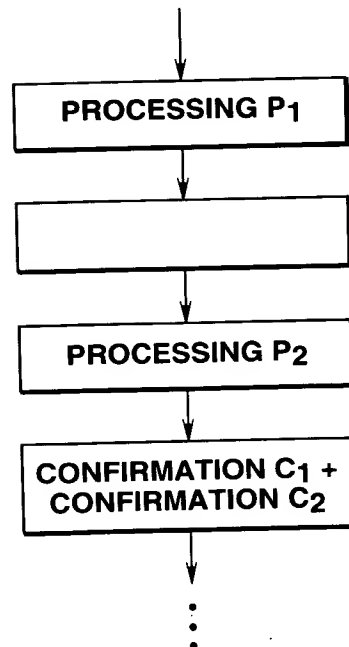 PROCESSING P1
PROCESSING P2
CONFIRMATION C1 +
CONFIRMATION C2